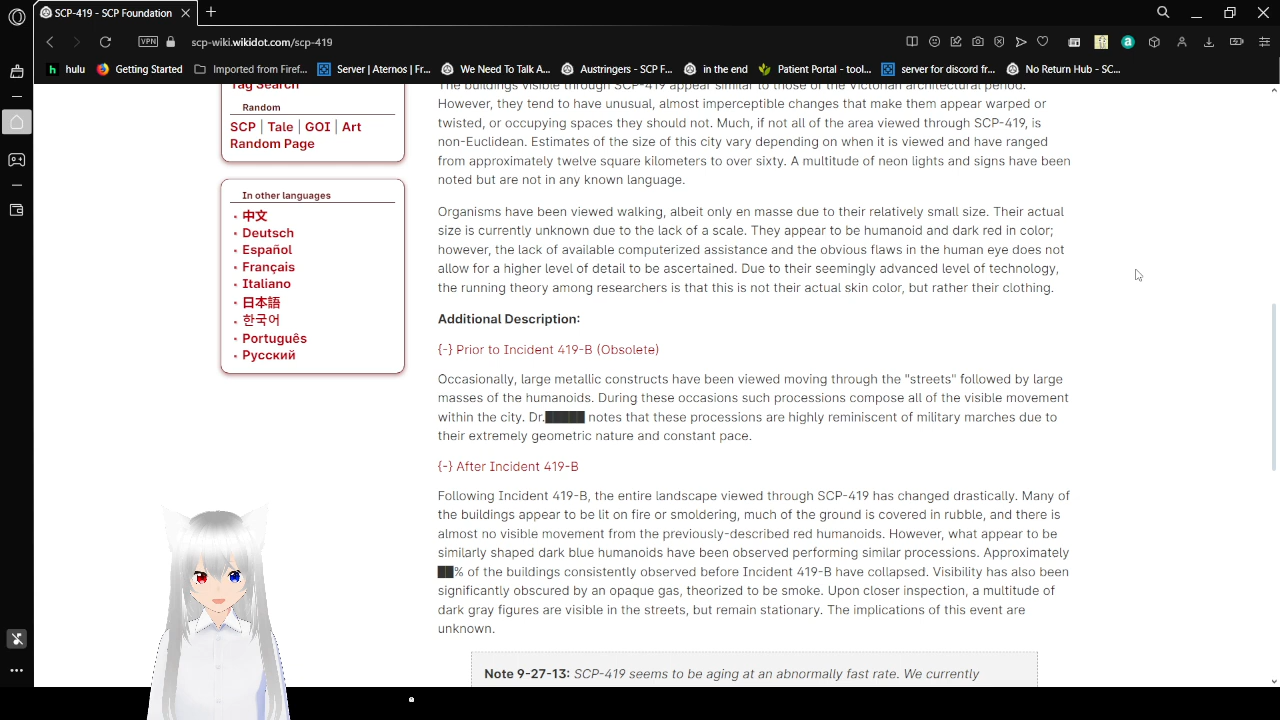 SCP-419 - SCP Foundation
VPN
scp-wiki.wikidot.com/scp-419
hulu
Getting Started
Imported from Firef...
Server | Aternos | Fr...
We Need To Talk A...
Austringers - SCP F...
in the end
Patient Portal - tool...
server for discord fr...
No Return Hub - SC...
Tag Search
Random
SCP | Tale | GOI | Art
Random Page
In other languages
中文
Deutsch
Español
Français
Italiano
日本語
한국어
Português
Русский
The buildings visible through SCP-419 appear similar to those of the Victorian architectural period.
However, they tend to have unusual, almost imperceptible changes that make them appear warped or
twisted, or occupying spaces they should not. Much, if not all of the area viewed through SCP-419, is
non-Euclidean. Estimates of the size of this city vary depending on when it is viewed and have ranged
from approximately twelve square kilometers to over sixty. A multitude of neon lights and signs have been
noted but are not in any known language.
Organisms have been viewed walking, albeit only en masse due to their relatively small size. Their actual
size is currently unknown due to the lack of a scale. They appear to be humanoid and dark red in color;
however, the lack of available computerized assistance and the obvious flaws in the human eye does not
allow for a higher level of detail to be ascertained. Due to their seemingly advanced level of technology,
the running theory among researchers is that this is not their actual skin color, but rather their clothing.
Additional Description:
{-} Prior to Incident 419-B (Obsolete)
Occasionally, large metallic constructs have been viewed moving through the "streets" followed by large
masses of the humanoids. During these occasions such processions compose all of the visible movement
within the city. Dr.█████ notes that these processions are highly reminiscent of military marches due to
their extremely geometric nature and constant pace.
{-} After Incident 419-B
Following Incident 419-B, the entire landscape viewed through SCP-419 has changed drastically. Many of
the buildings appear to be lit on fire or smoldering, much of the ground is covered in rubble, and there is
almost no visible movement from the previously-described red humanoids. However, what appear to be
similarly shaped dark blue humanoids have been observed performing similar processions. Approximately
██% of the buildings consistently observed before Incident 419-B have collapsed. Visibility has also been
significantly obscured by an opaque gas, theorized to be smoke. Upon closer inspection, a multitude of
dark gray figures are visible in the streets, but remain stationary. The implications of this event are
unknown.
Note 9-27-13: SCP-419 seems to be aging at an abnormally fast rate. We currently